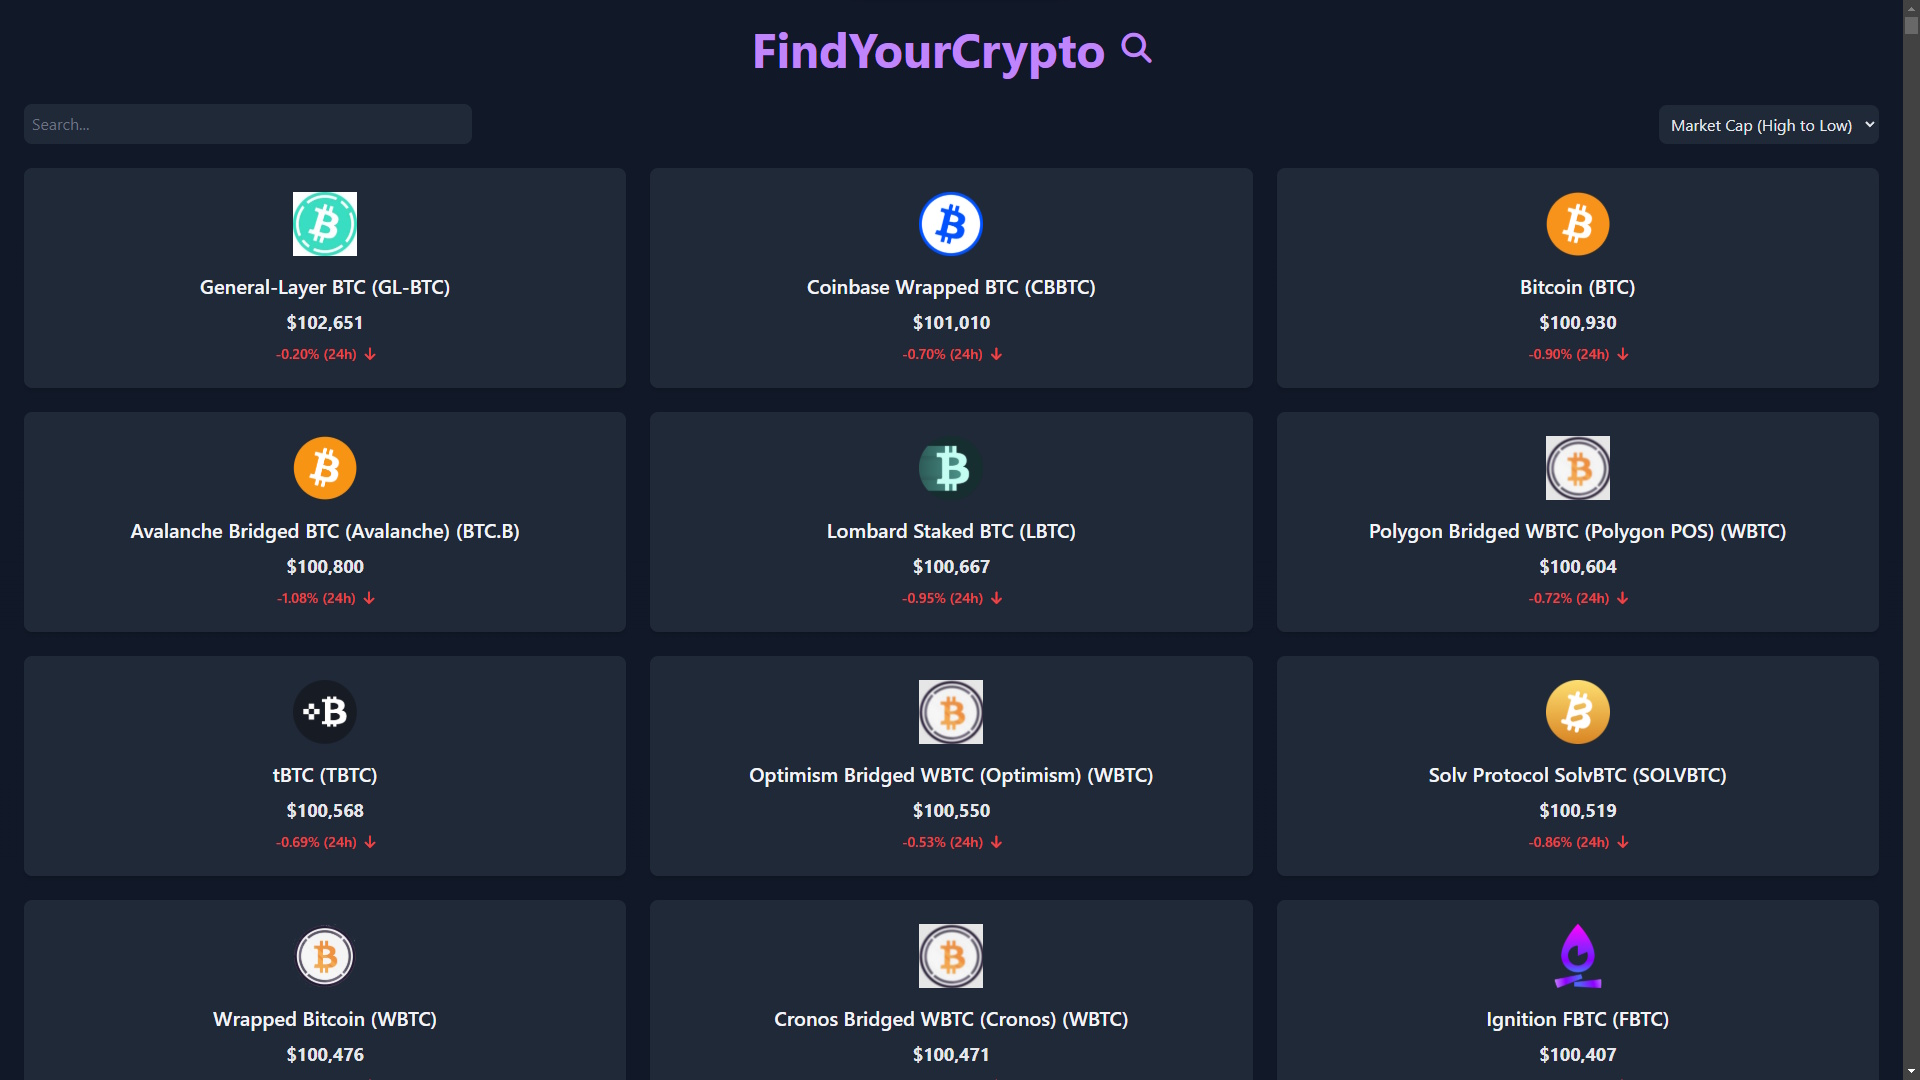 FindYourCrypto
Search...
Market Cap (High to Low)
General-Layer BTC (GL-BTC)
$102,651
-0.20% (24h)
Coinbase Wrapped BTC (CBBTC)
$101,010
-0.70% (24h)
Bitcoin (BTC)
$100,930
-0.90% (24h)
Avalanche Bridged BTC (Avalanche) (BTC.B)
$100,800
-1.08% (24h)
Lombard Staked BTC (LBTC)
$100,667
-0.95% (24h)
Polygon Bridged WBTC (Polygon POS) (WBTC)
$100,604
-0.72% (24h)
tBTC (TBTC)
$100,568
-0.69% (24h)
Optimism Bridged WBTC (Optimism) (WBTC)
$100,550
-0.53% (24h)
Solv Protocol SolvBTC (SOLVBTC)
$100,519
-0.86% (24h)
Wrapped Bitcoin (WBTC)
$100,476
Cronos Bridged WBTC (Cronos) (WBTC)
$100,471
Ignition FBTC (FBTC)
$100,407